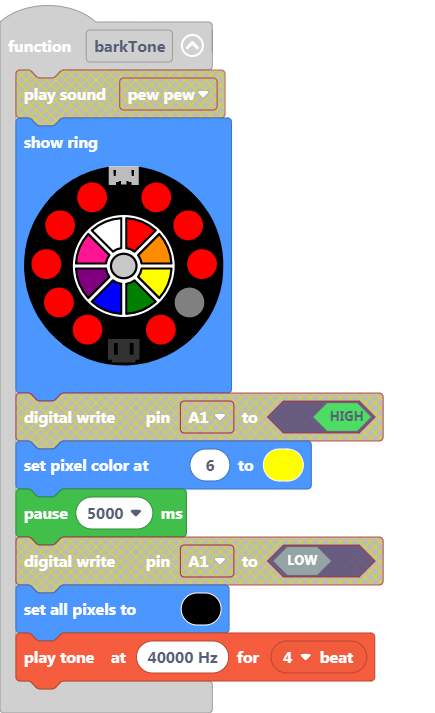 function barkTone
play sound pew pew
show ring
digital write pin A1 to HIGH
set pixel color at 6 to
pause 5000 ms
digital write pin A1 to LOW
set all pixels to
play tone at 40000 Hz for 4 beat